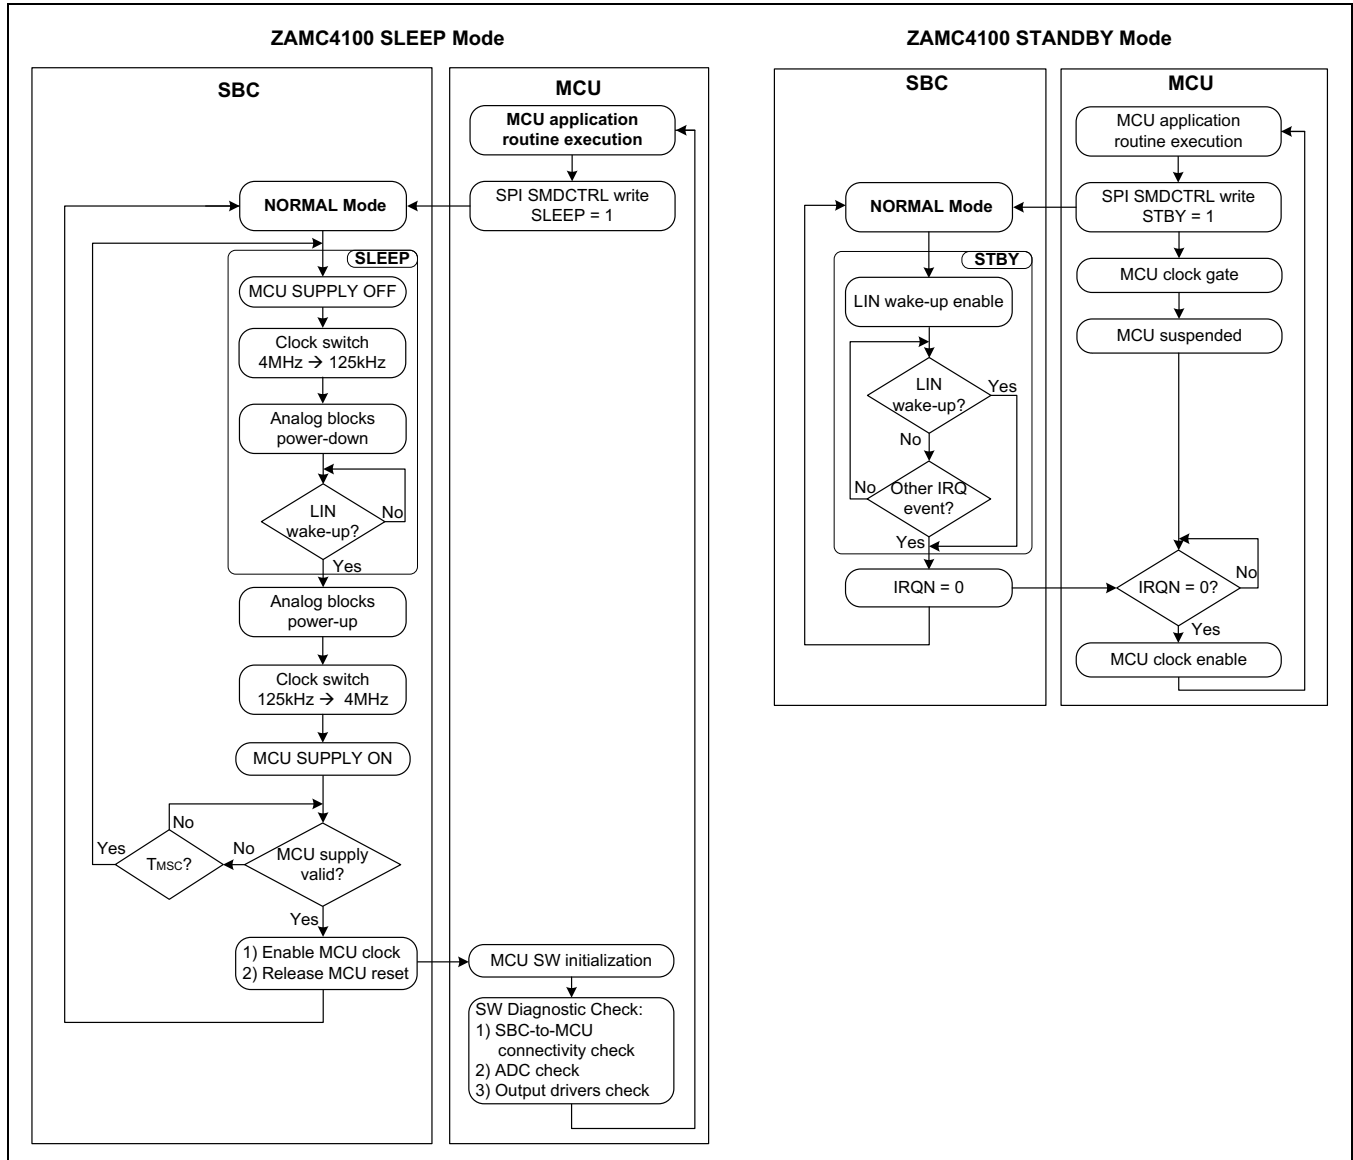 ZAMC4100 SLEEP Mode
SBC
MCU
MCU application
routine execution
SPI SMDCTRL write
SLEEP = 1
NORMAL Mode
SLEEP
MCU SUPPLY OFF
Clock switch
4MHz → 125kHz
Analog blocks
power-down
LIN
wake-up?
No
Yes
Analog blocks
power-up
Clock switch
125kHz → 4MHz
MCU SUPPLY ON
No
Yes
TMSC?
No
MCU supply
valid?
Yes
1) Enable MCU clock
2) Release MCU reset
MCU SW initialization
SW Diagnostic Check:
1) SBC-to-MCU
connectivity check
2) ADC check
3) Output drivers check
ZAMC4100 STANDBY Mode
SBC
MCU
MCU application
routine execution
SPI SMDCTRL write
STBY = 1
NORMAL Mode
STBY
MCU clock gate
LIN wake-up enable
MCU suspended
LIN
wake-up?
Yes
No
No
Other IRQ
event?
Yes
IRQN = 0
IRQN = 0?
No
Yes
MCU clock enable